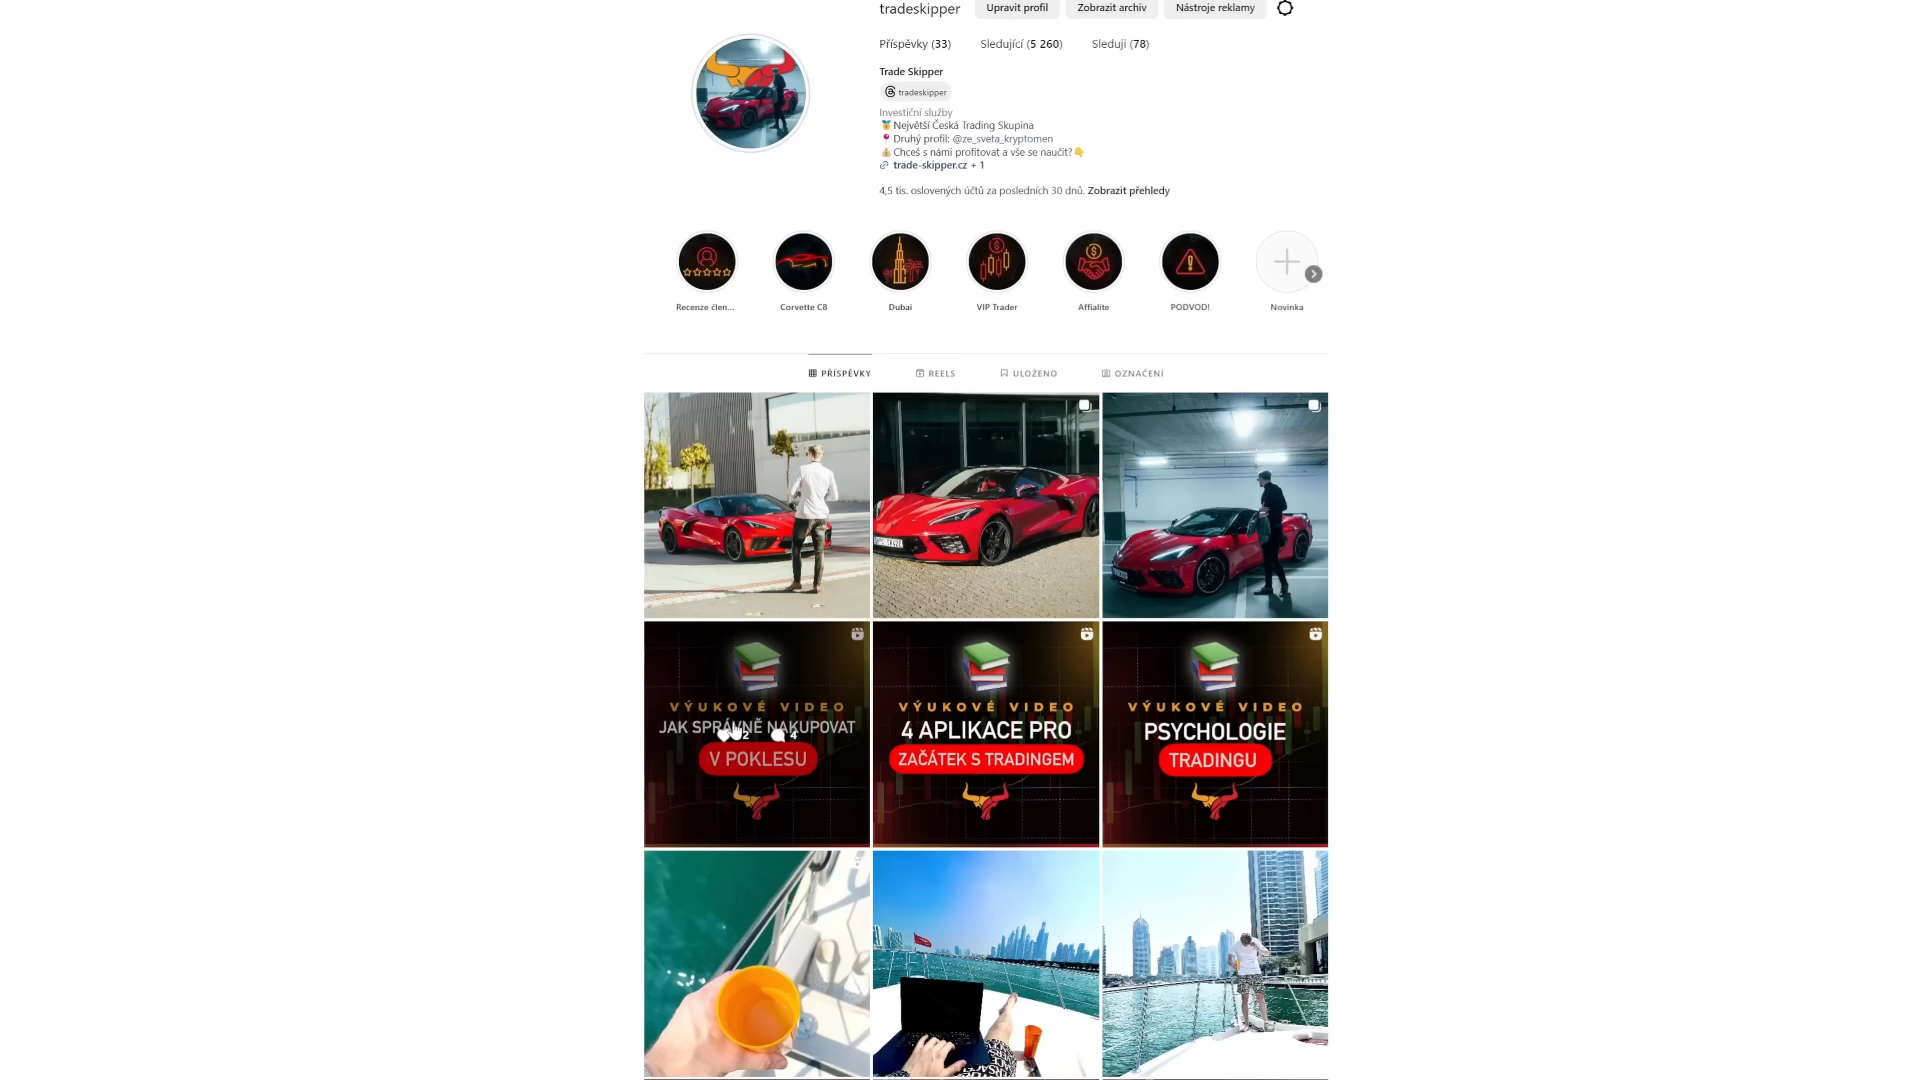 tradeskipper Upravit profil Zobrazit archiv Nástroje reklamy
Příspěvky (33) Sledující (5 260) Sleduji (78)
Trade Skipper
tradeskipper
Investiční služby
🏅Největší Česká Trading Skupina
📍Druhý profil: @ze_sveta_kryptomen
💰Chceš s námi profitovat a vše se naučit?👇
trade-skipper.cz + 1
4,5 tis. oslovených účtů za posledních 30 dnů. Zobrazit přehledy
Recenze člen... Corvette C8 Dubai VIP Trader Affialite PODVOD! Novinka
PŘÍSPĚVKY REELS ULOŽENO OZNAČENÍ
VÝUKOVÉ VIDEO
JAK SPRÁVNĚ NAKUPOVAT
V POKLESU
4
VÝUKOVÉ VIDEO
4 APLIKACE PRO
ZAČÁTEK S TRADINGEM
VÝUKOVÉ VIDEO
PSYCHOLOGIE
TRADINGU